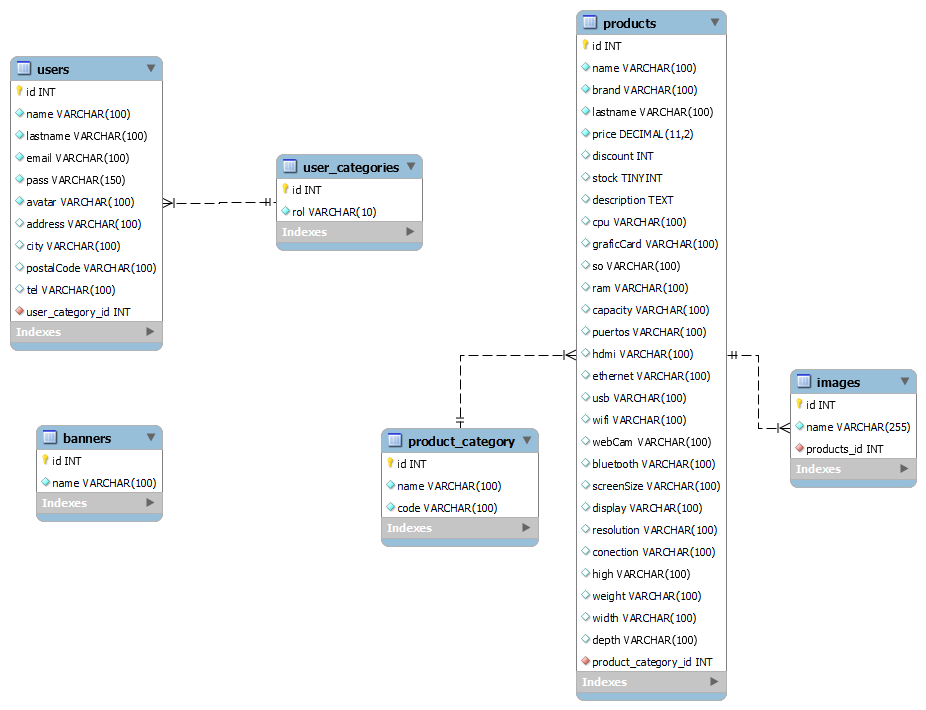 users
id INT
name VARCHAR(100)
lastname VARCHAR(100)
email VARCHAR(100)
pass VARCHAR(150)
avatar VARCHAR(100)
address VARCHAR(100)
city VARCHAR(100)
postalCode VARCHAR(100)
tel VARCHAR(100)
user_category_id INT
Indexes
user_categories
id INT
rol VARCHAR(10)
Indexes
banners
id INT
name VARCHAR(100)
Indexes
product_category
id INT
name VARCHAR(100)
code VARCHAR(100)
Indexes
products
id INT
name VARCHAR(100)
brand VARCHAR(100)
lastname VARCHAR(100)
price DECIMAL(11,2)
discount INT
stock TINYINT
description TEXT
cpu VARCHAR(100)
graficCard VARCHAR(100)
so VARCHAR(100)
ram VARCHAR(100)
capacity VARCHAR(100)
puertos VARCHAR(100)
hdmi VARCHAR(100)
ethernet VARCHAR(100)
usb VARCHAR(100)
wifi VARCHAR(100)
webCam VARCHAR(100)
bluetooth VARCHAR(100)
screenSize VARCHAR(100)
display VARCHAR(100)
resolution VARCHAR(100)
conection VARCHAR(100)
high VARCHAR(100)
weight VARCHAR(100)
width VARCHAR(100)
depth VARCHAR(100)
product_category_id INT
Indexes
images
id INT
name VARCHAR(255)
products_id INT
Indexes